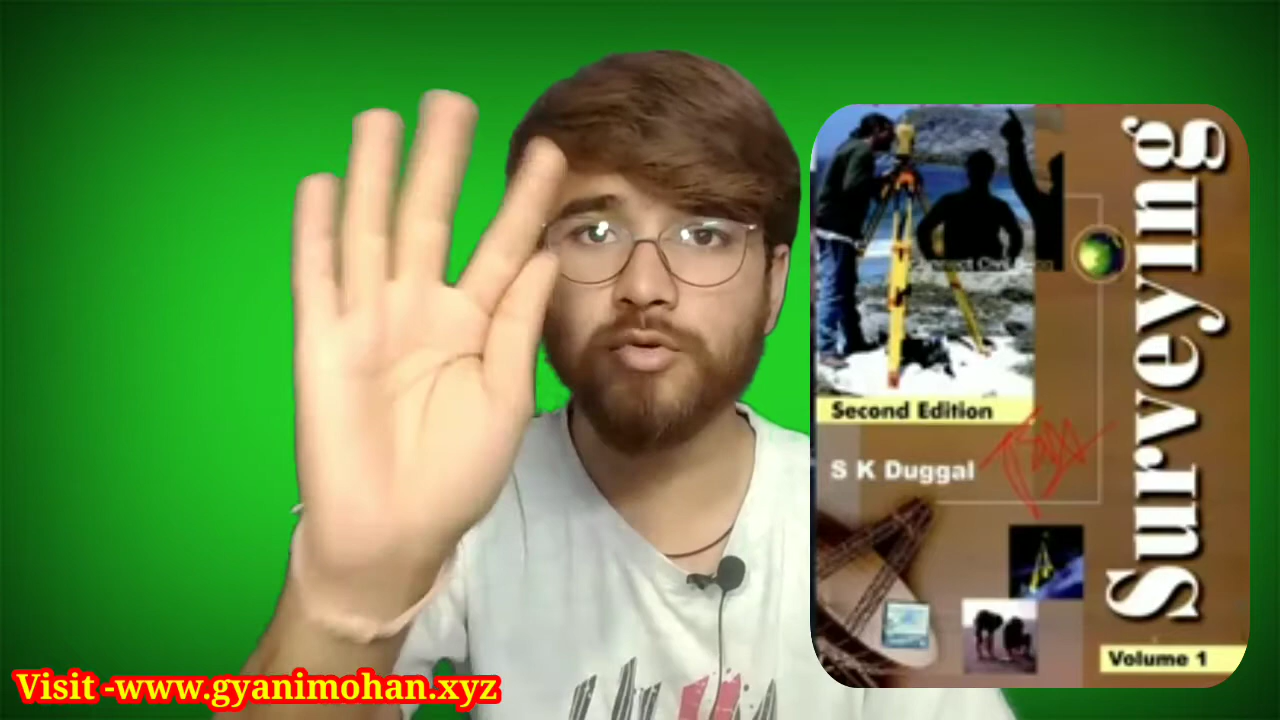 Surveying
Second Edition
S K Duggal
Volume 1
Visit -www.gyanimohan.xyz